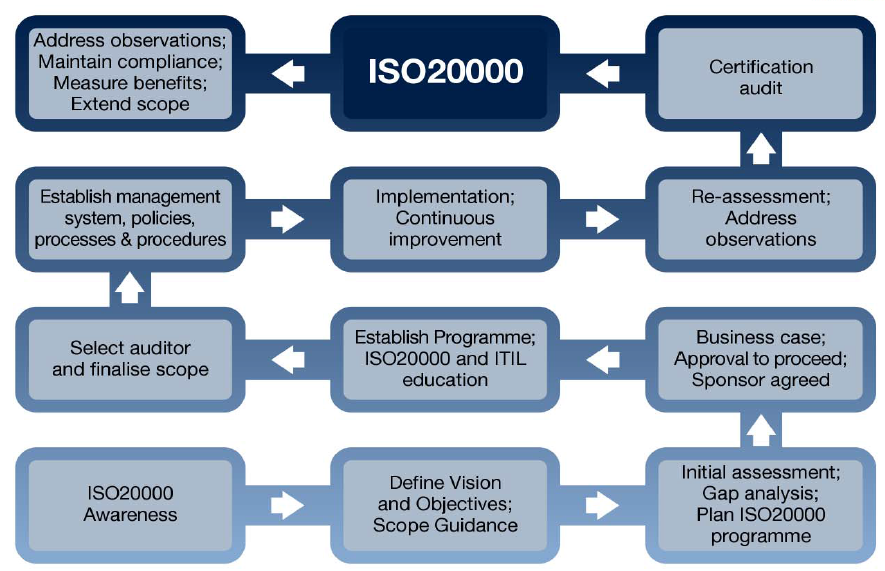 Address observations;
Maintain compliance;
Measure benefits;
Extend scope
ISO20000
Certification
audit
Establish management
system, policies,
processes & procedures
Implementation;
Continuous
improvement
Re-assessment;
Address
observations
Select auditor
and finalise scope
Establish Programme;
ISO20000 and ITIL
education
Business case;
Approval to proceed;
Sponsor agreed
ISO20000
Awareness
Define Vision
and Objectives;
Scope Guidance
Initial assessment;
Gap analysis;
Plan ISO20000
programme